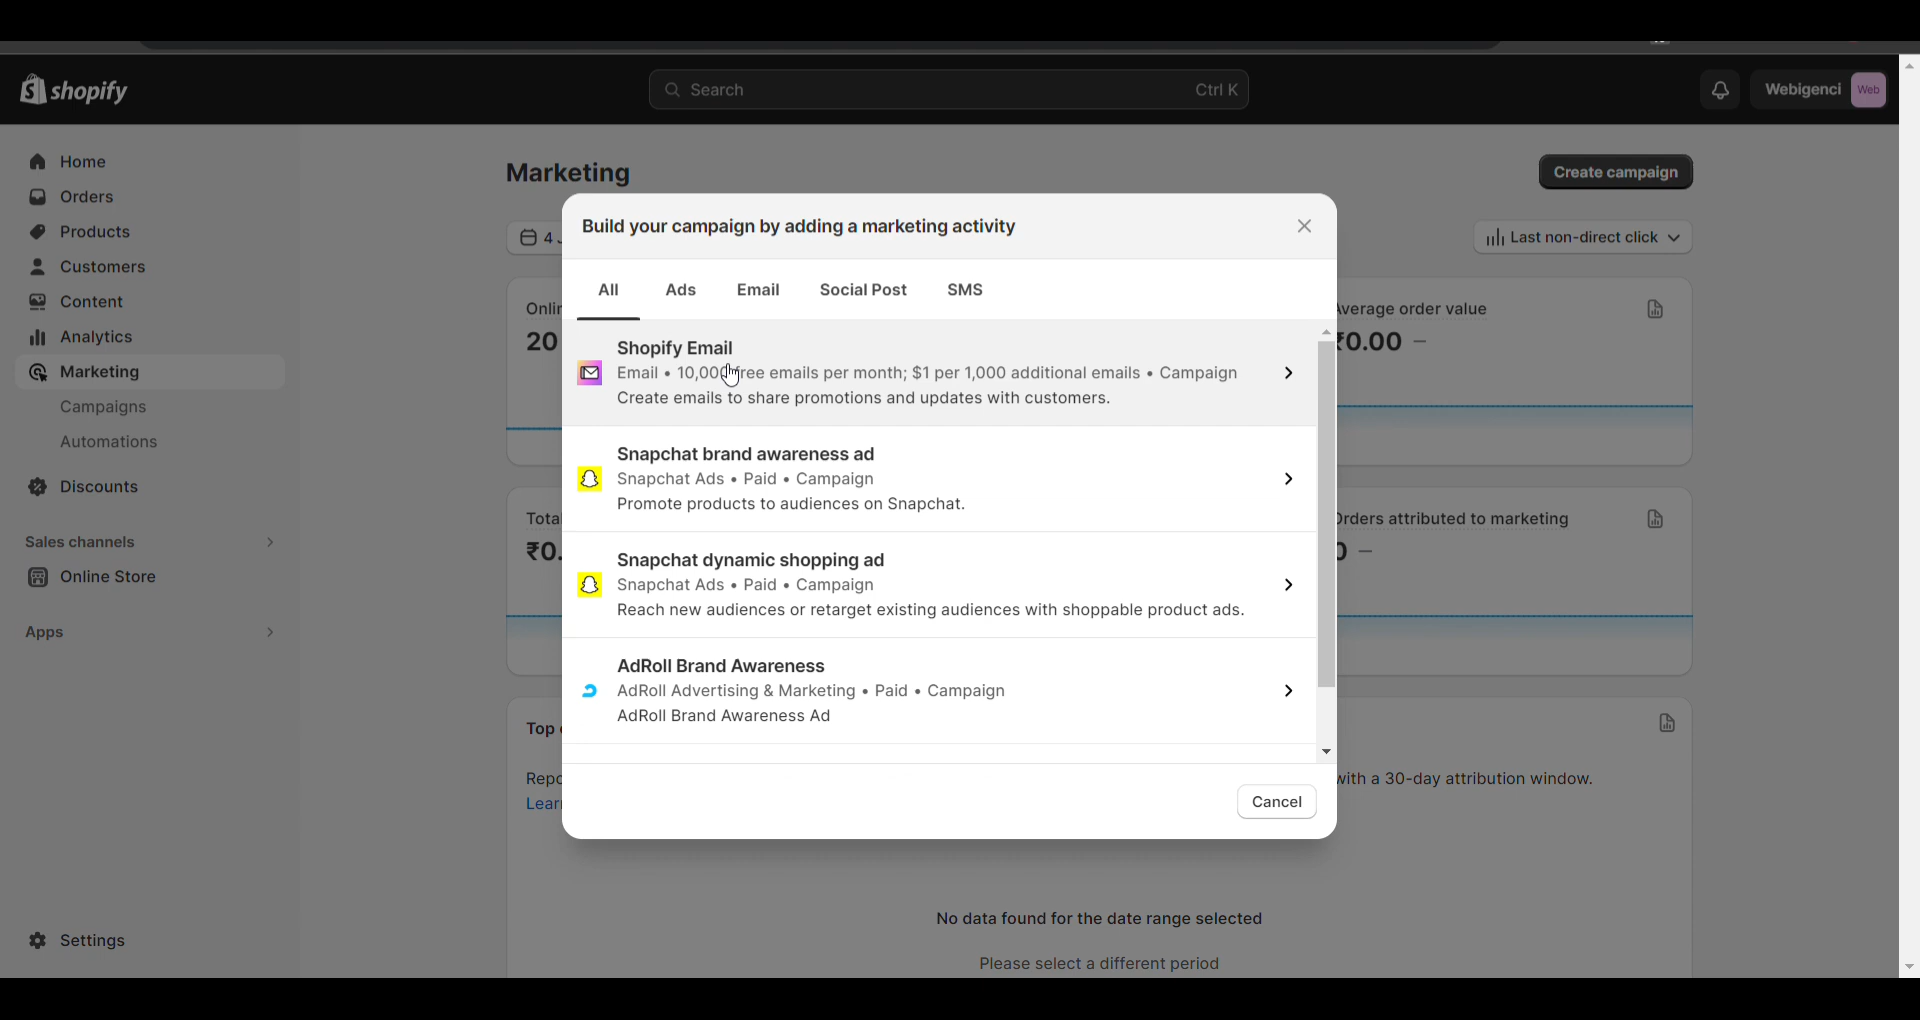 shopify
Search
Ctrl K
Webigenci
Web
Home
Orders
Products
Customers
Content
Analytics
Marketing
Campaigns
Automations
Discounts
Sales channels
Online Store
Apps
Settings
Marketing
Create campaign
4
Last non-direct click
20
Average order value
₹0.00 –
₹0.
Orders attributed to marketing
0 –
Top
with a 30-day attribution window.
No data found for the date range selected
Please select a different period
Build your campaign by adding a marketing activity
All
Ads
Email
Social Post
SMS
Shopify Email
Email • 10,000 free emails per month; $1 per 1,000 additional emails • Campaign
Create emails to share promotions and updates with customers.
Snapchat brand awareness ad
Snapchat Ads • Paid • Campaign
Promote products to audiences on Snapchat.
Snapchat dynamic shopping ad
Snapchat Ads • Paid • Campaign
Reach new audiences or retarget existing audiences with shoppable product ads.
AdRoll Brand Awareness
AdRoll Advertising & Marketing • Paid • Campaign
AdRoll Brand Awareness Ad
Cancel